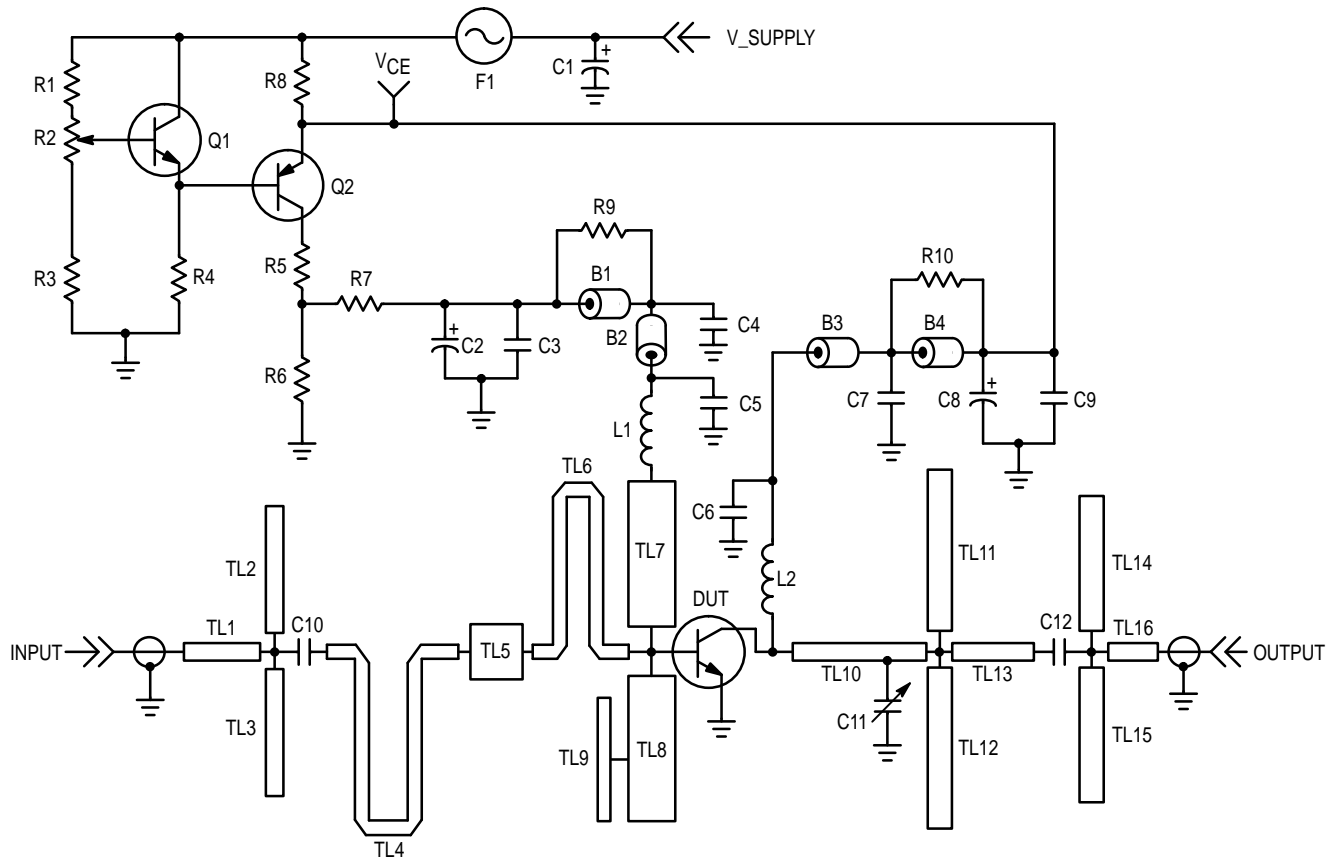 V_SUPPLY
F1
C1
+
VCE
R1
R8
R2
Q1
Q2
R9
R3
R4
R5
R7
B1
R10
+
C2
C3
B2
C4
B3
B4
R6
C5
C7
+
C8
C9
L1
TL6
C6
TL7
TL11
TL14
TL2
L2
DUT
TL1
C10
C12
TL16
INPUT
TL5
OUTPUT
TL10
TL13
C11
TL3
TL9
TL8
TL12
TL15
TL4